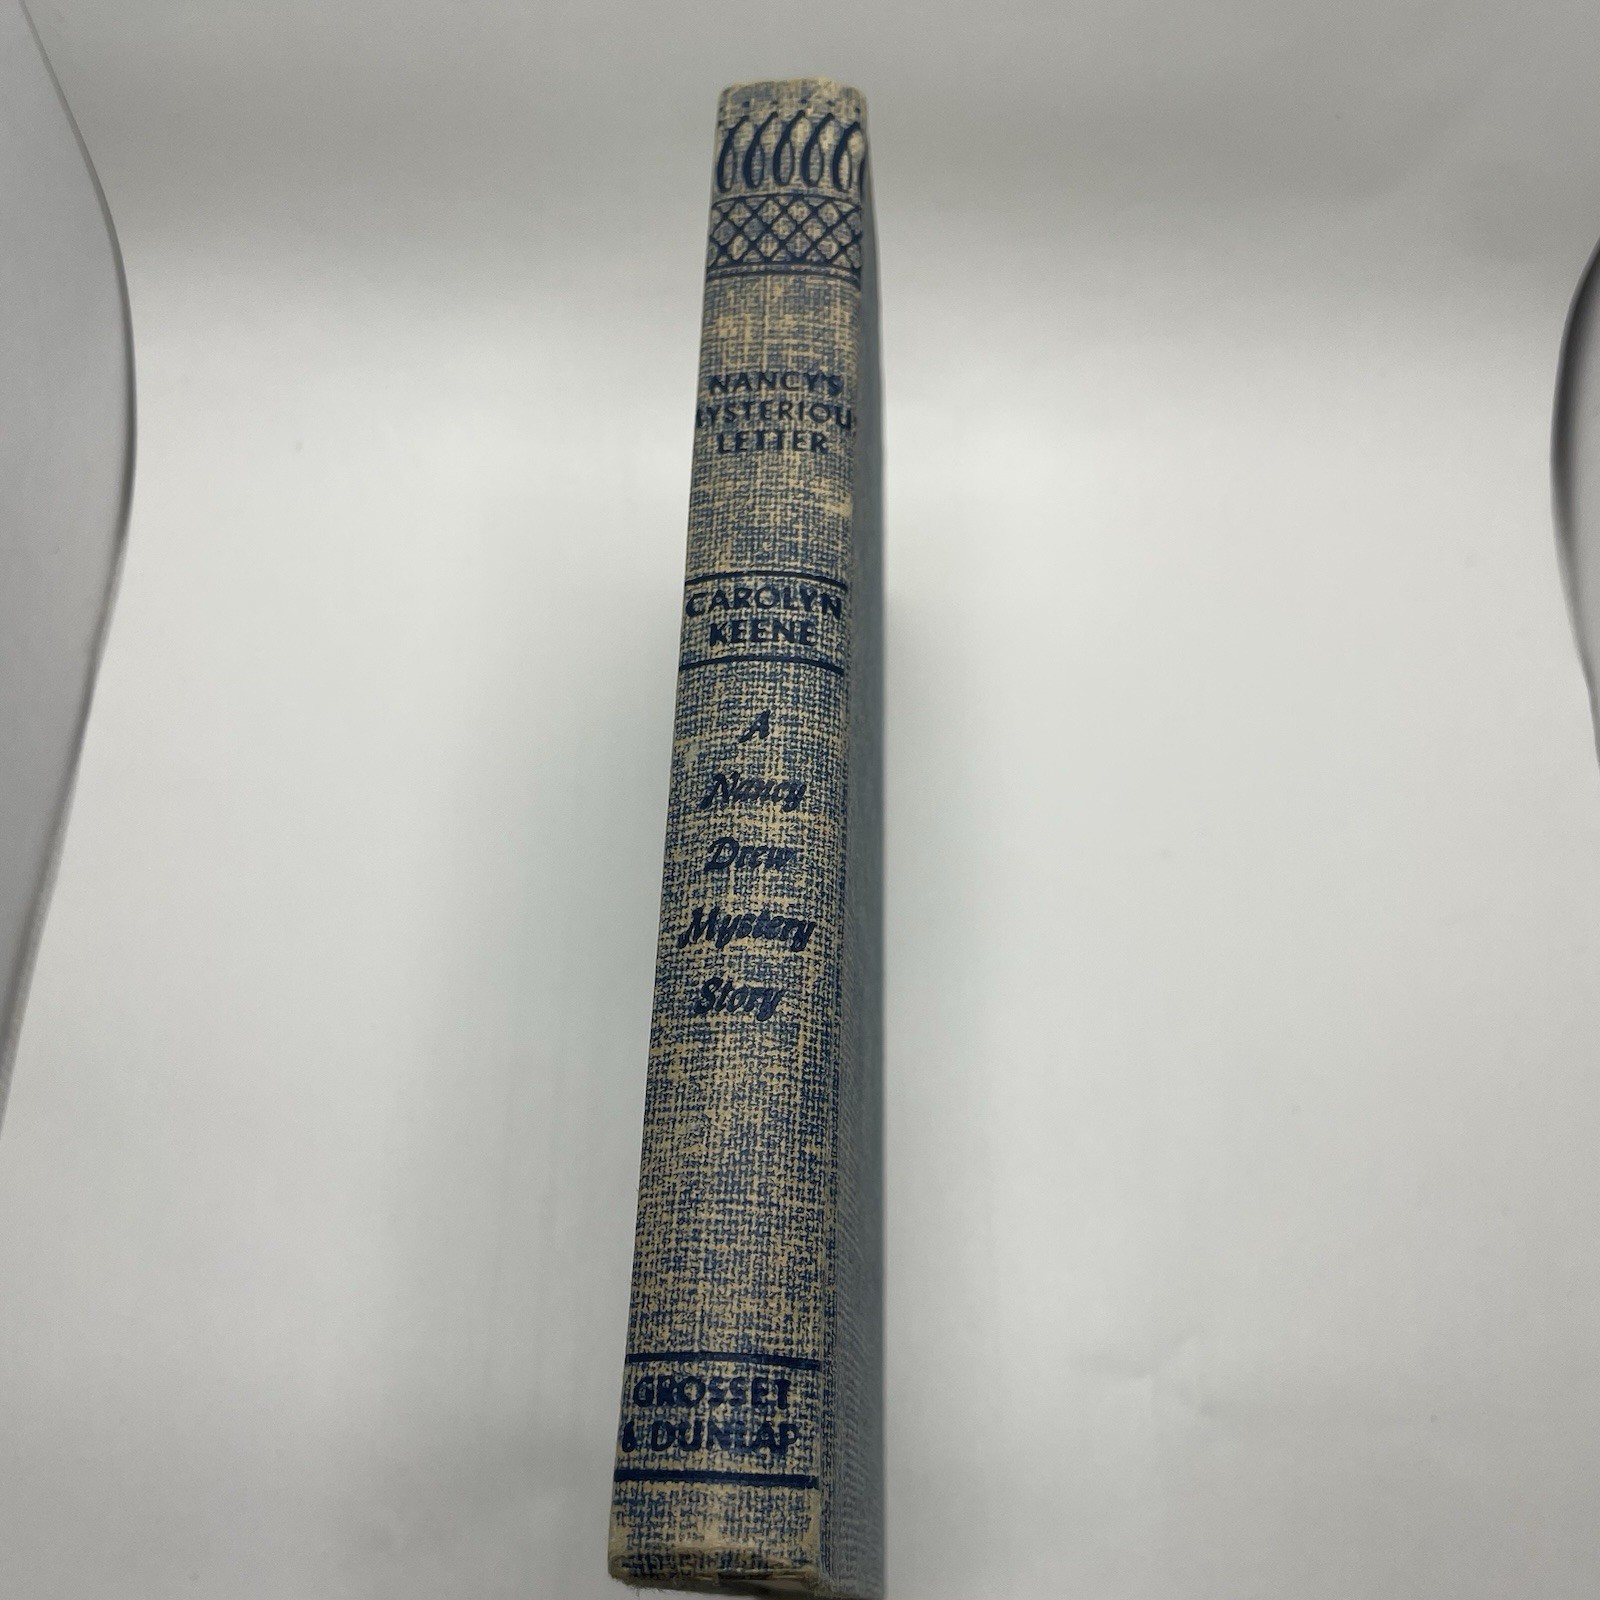 NANCY'S
MYSTERIOUS
LETTER
CAROLYN
KEENE
A
Nancy
Drew
Mystery
Story
GROSSET
& DUNLAP